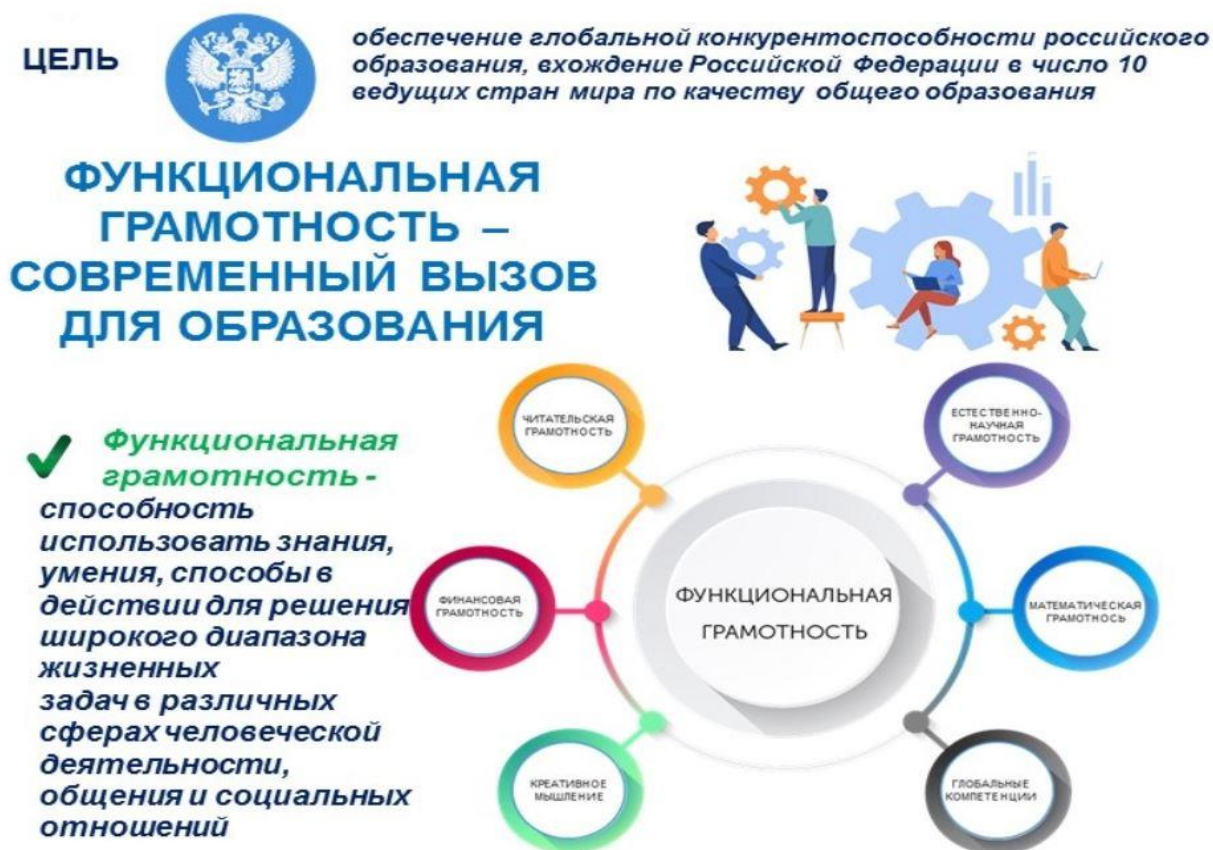 ЦЕЛЬ
обеспечение глобальной конкурентоспособности российского
образования, вхождение Российской Федерации в число 10
ведущих стран мира по качеству общего образования
ФУНКЦИОНАЛЬНАЯ
ГРАМОТНОСТЬ –
СОВРЕМЕННЫЙ ВЫЗОВ
ДЛЯ ОБРАЗОВАНИЯ
Функциональная
грамотность -
способность
использовать знания,
умения, способы в
действии для решения
широкого диапазона
жизненных
задач в различных
сферах человеческой
деятельности,
общения и социальных
отношений
ЧИТАТЕЛЬСКАЯ
ГРАМОТНОСТЬ
ЕСТЕСТВЕННО-
НАУЧНАЯ
ГРАМОТНОСТЬ
ФИНАНСОВАЯ
ГРАМОТНОСТЬ
ФУНКЦИОНАЛЬНАЯ
ГРАМОТНОСТЬ
МАТЕМАТИЧЕСКАЯ
ГРАМОТНОСЬ
КРЕАТИВНОЕ
МЫШЛЕНИЕ
ГЛОБАЛЬНЫЕ
КОМПЕТЕНЦИИ